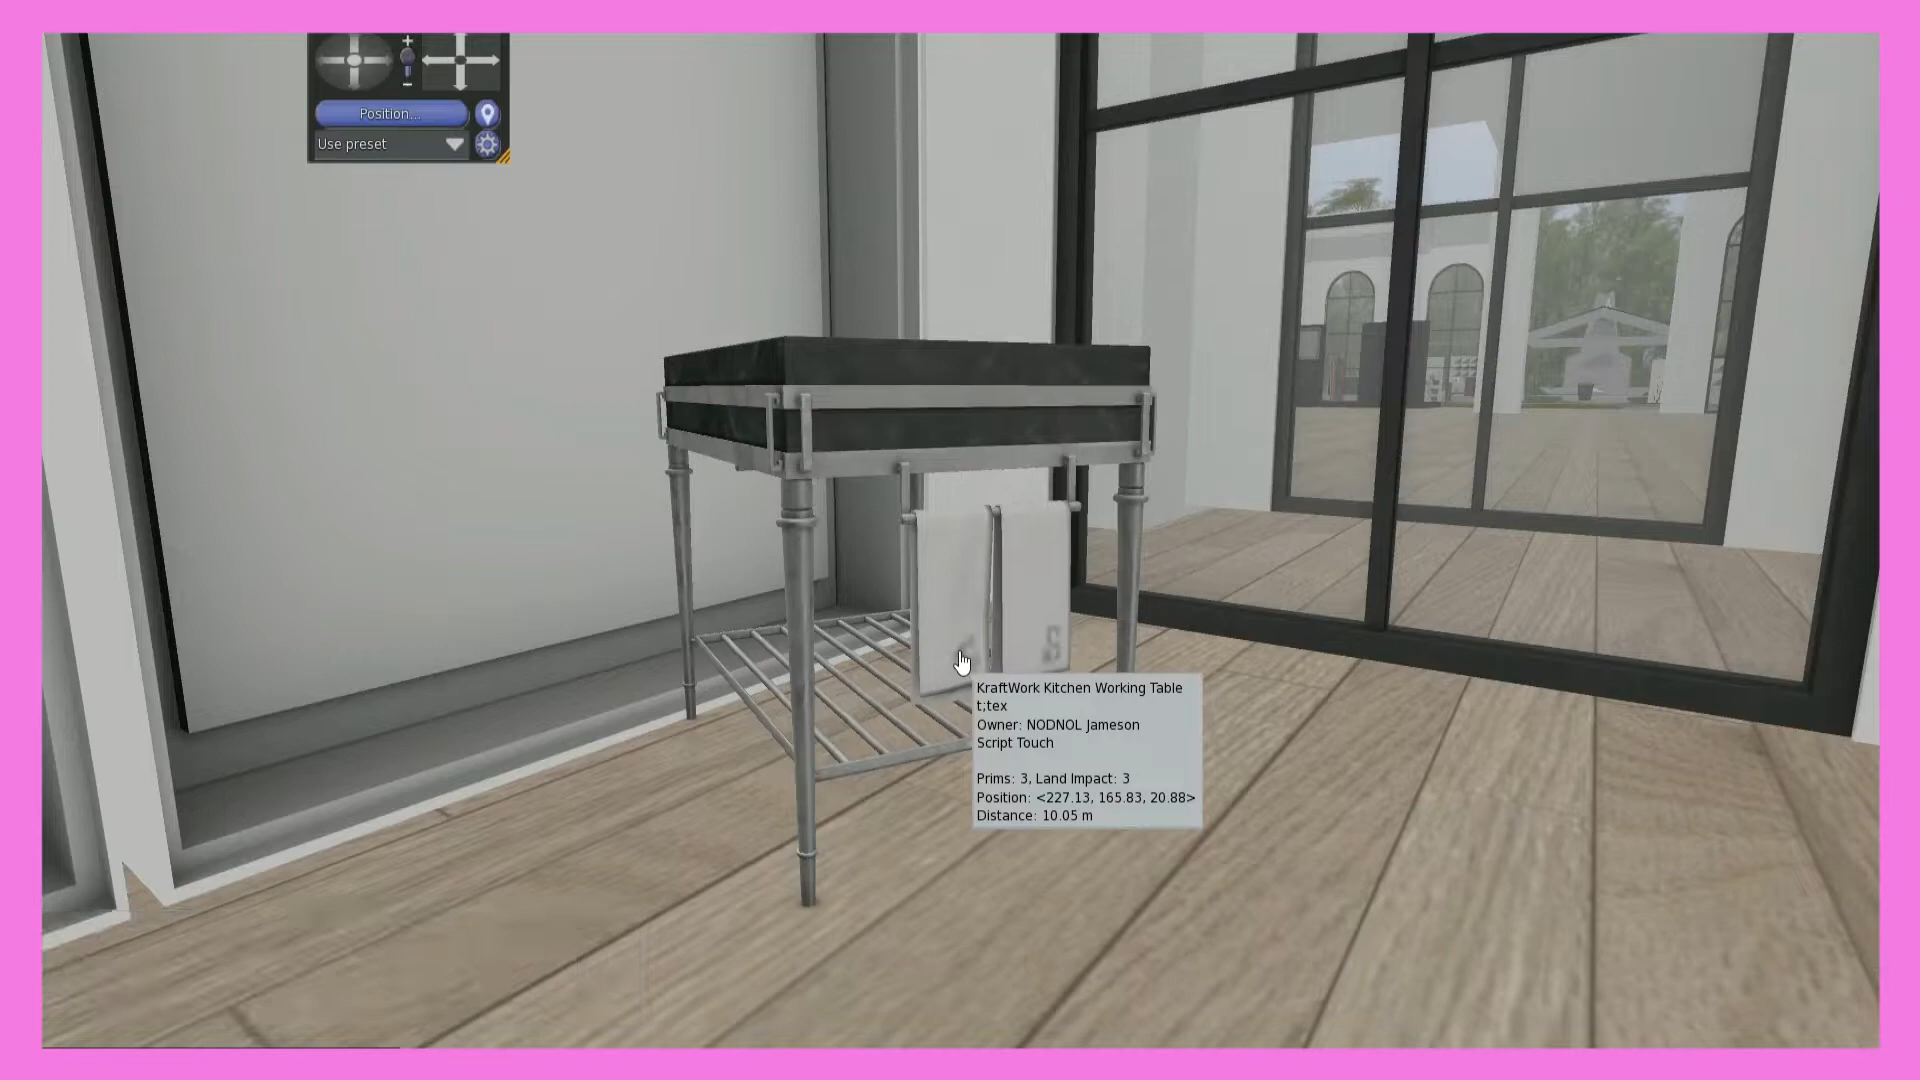 Position...
Use preset
KraftWork Kitchen Working Table
t;tex
Owner: NODNOL Jameson
Script Touch
Prims: 3, Land Impact: 3
Position: <227.13, 165.83, 20.88>
Distance: 10.05 m